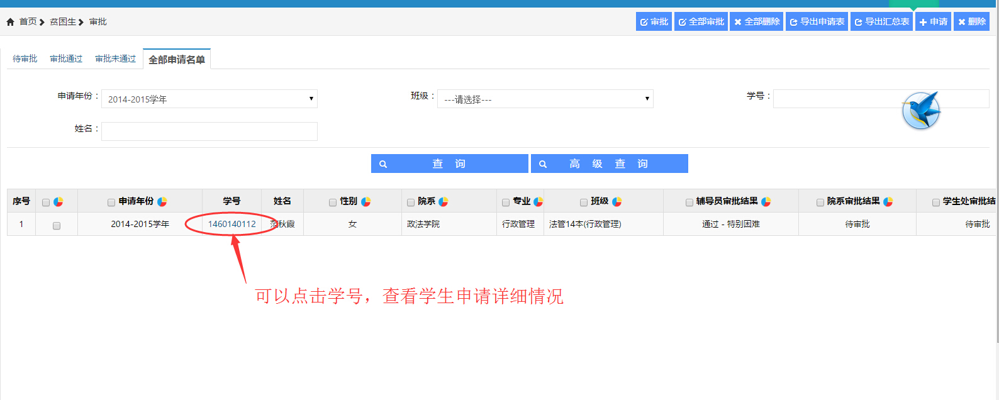 首页 贫困生 审批
审批 全部审批 全部删除 导出申请表 导出汇总表 申请 删除
待审批 审批通过 审批未通过 全部申请名单
申请年份： 2014-2015学年 班级： ---请选择--- 学号：
姓名：
查 询 高 级 查 询
序号 申请年份 学号 姓名 性别 院系 专业 班级 辅导员审批结果 院系审批结果 学生处审批结
1 2014-2015学年 1460140112 范秋霞 女 政法学院 行政管理 法管14本(行政管理) 通过 - 特别困难 待审批 待审批
可以点击学号，查看学生申请详细情况